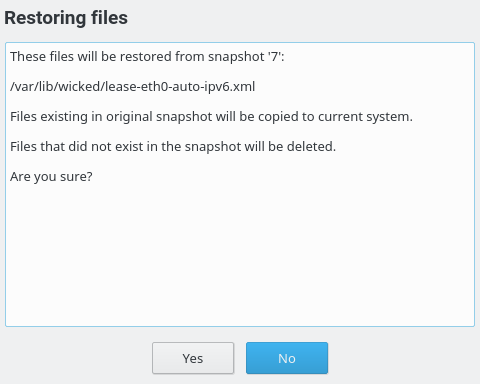 Restoring files
These files will be restored from snapshot '7':
/var/lib/wicked/lease-eth0-auto-ipv6.xml
Files existing in original snapshot will be copied to current system.
Files that did not exist in the snapshot will be deleted.
Are you sure?
Yes
No